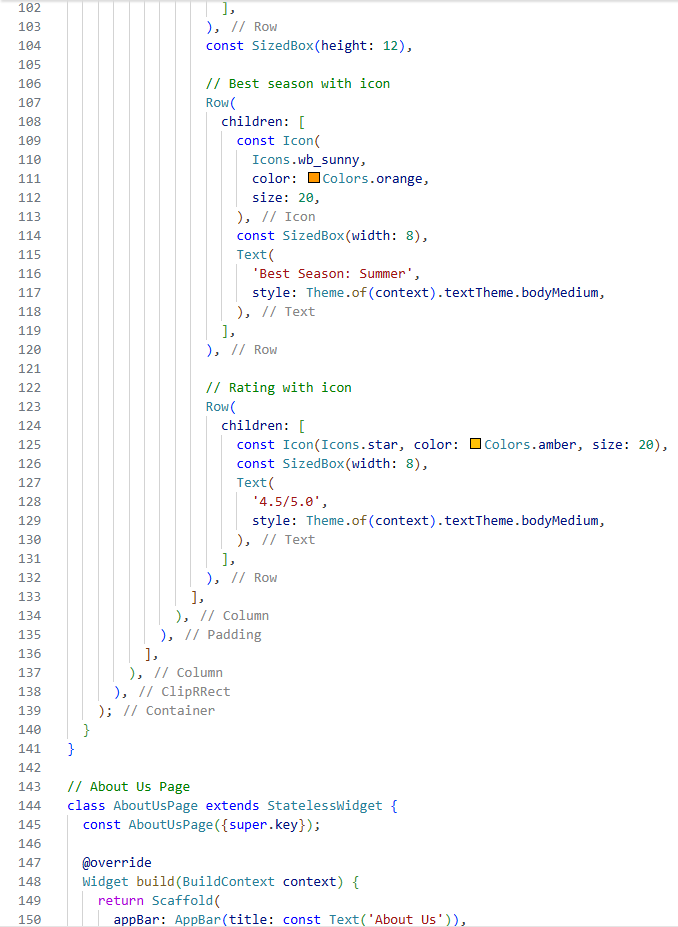 102                         ],
103                       ), // Row
104                       const SizedBox(height: 12),
105
106                       // Best season with icon
107                       Row(
108                         children: [
109                           const Icon(
110                             Icons.wb_sunny,
111                             color: Colors.orange,
112                             size: 20,
113                           ), // Icon
114                           const SizedBox(width: 8),
115                           Text(
116                             'Best Season: Summer',
117                             style: Theme.of(context).textTheme.bodyMedium,
118                           ), // Text
119                         ],
120                       ), // Row
121
122                       // Rating with icon
123                       Row(
124                         children: [
125                           const Icon(Icons.star, color: Colors.amber, size: 20),
126                           const SizedBox(width: 8),
127                           Text(
128                             '4.5/5.0',
129                             style: Theme.of(context).textTheme.bodyMedium,
130                           ), // Text
131                         ],
132                       ), // Row
133                     ],
134                   ), // Column
135                 ), // Padding
136               ],
137             ), // Column
138           ), // ClipRRect
139         ); // Container
140       }
141     }
142
143     // About Us Page
144     class AboutUsPage extends StatelessWidget {
145       const AboutUsPage({super.key});
146
147       @override
148       Widget build(BuildContext context) {
149         return Scaffold(
150           appBar: AppBar(title: const Text('About Us')),